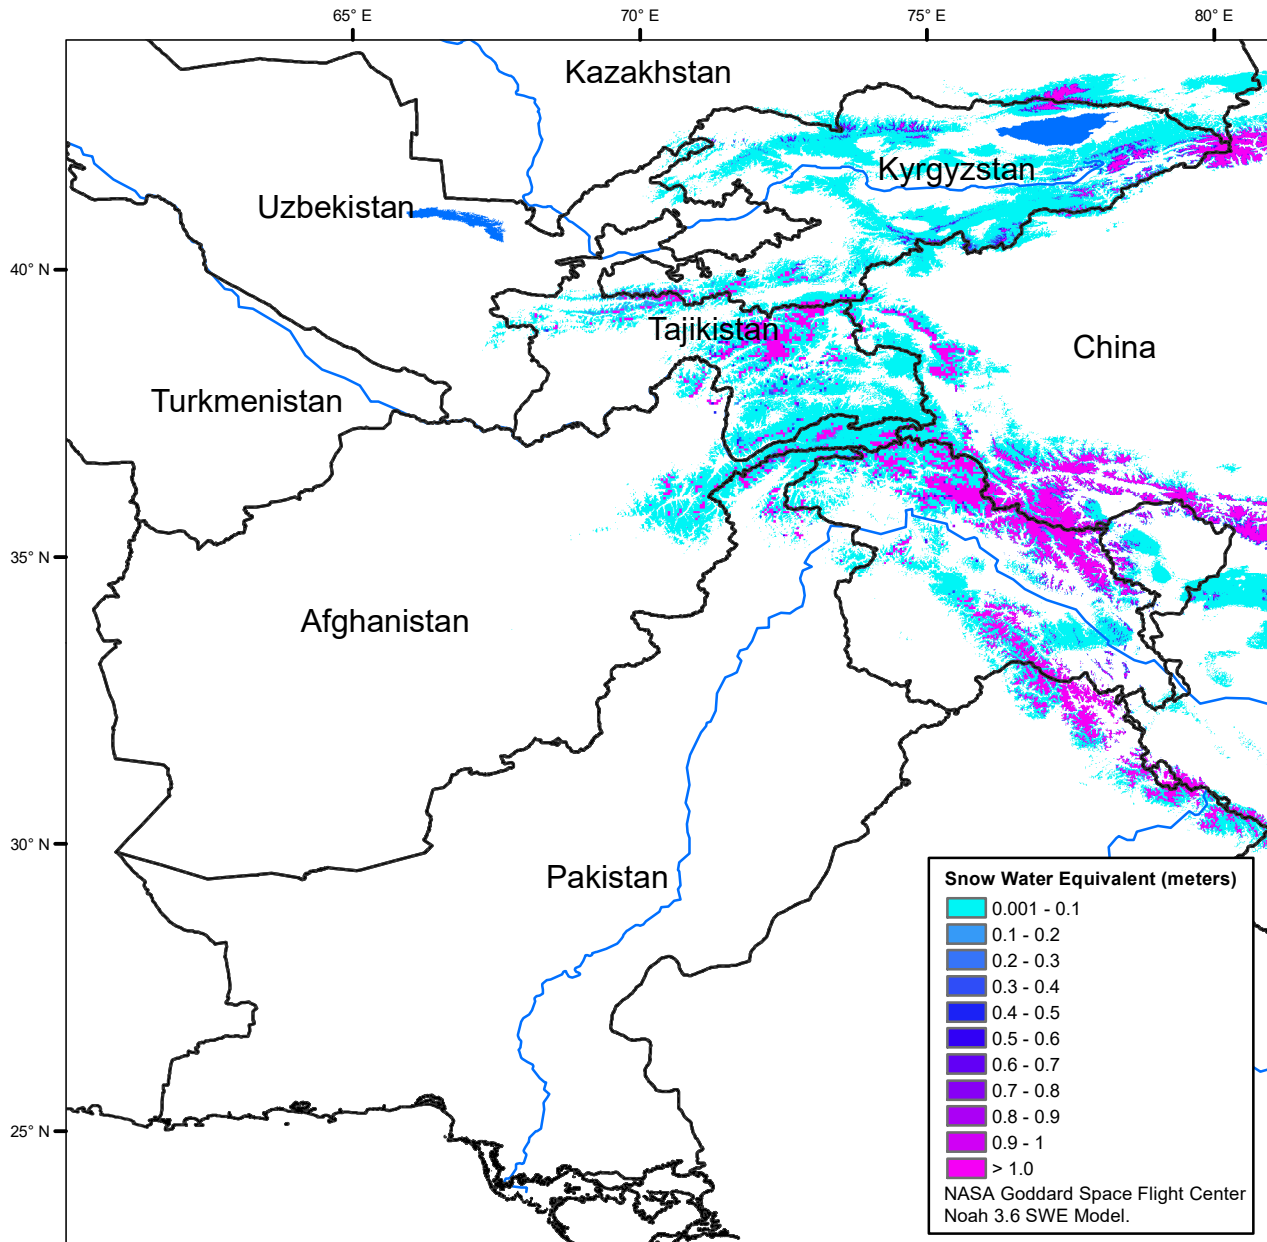 65° E
70° E
75° E
80° E
Kazakhstan
Kyrgyzstan
Uzbekistan
40° N
Tajikistan
China
Turkmenistan
35° N
Afghanistan
30° N
Pakistan
25° N
Snow Water Equivalent (meters)
0.001 - 0.1
0.1 - 0.2
0.2 - 0.3
0.3 - 0.4
0.4 - 0.5
0.5 - 0.6
0.6 - 0.7
0.7 - 0.8
0.8 - 0.9
0.9 - 1
> 1.0
NASA Goddard Space Flight Center
Noah 3.6 SWE Model.